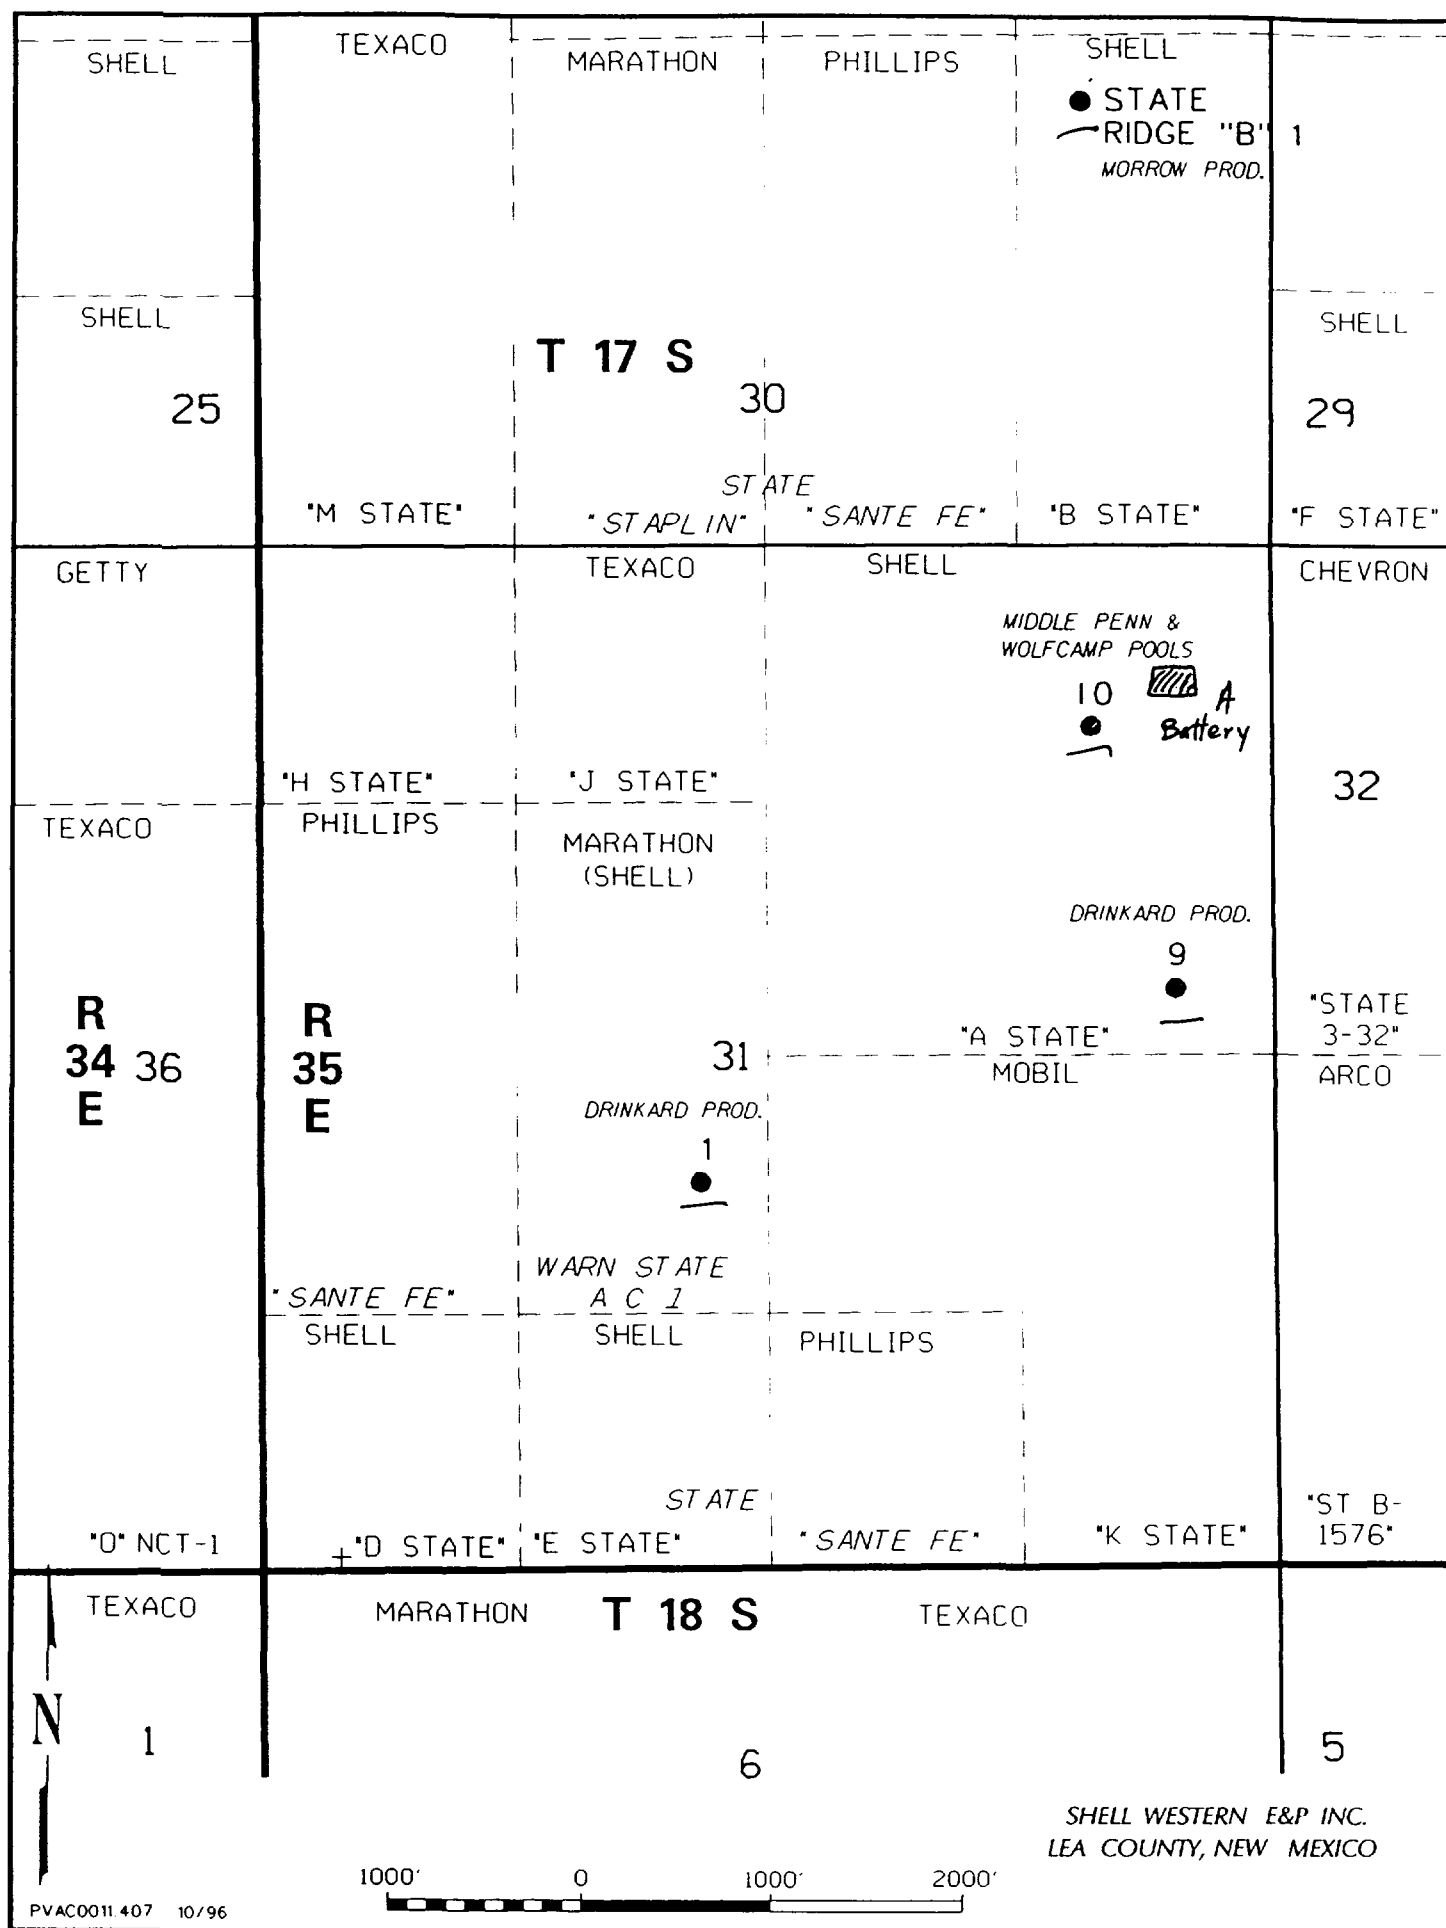 SHELL
TEXACO
MARATHON
PHILLIPS
SHELL
STATE
RIDGE "B" 1
MORROW PROD.
SHELL
SHELL
T 17 S
25
30
29
"M STATE"
STATE
"STAPLIN"
"SANTE FE"
"B STATE"
"F STATE"
GETTY
TEXACO
SHELL
CHEVRON
MIDDLE PENN &
WOLFCAMP POOLS
10
A
Battery
"H STATE"
"J STATE"
32
TEXACO
PHILLIPS
MARATHON
(SHELL)
DRINKARD PROD.
9
R
34
E
36
R
35
E
31
"A STATE"
MOBIL
"STATE
3-32"
ARCO
DRINKARD PROD.
1
WARN STATE
A C 1
"SANTE FE"
SHELL
SHELL
PHILLIPS
STATE
"O" NCT-1
"D STATE"
"E STATE"
"SANTE FE"
"K STATE"
"ST B-
1576"
TEXACO
MARATHON
T 18 S
TEXACO
N
1
6
5
SHELL WESTERN E&P INC.
LEA COUNTY, NEW MEXICO
1000' 0 1000' 2000'
PVAC0011.407 10/96